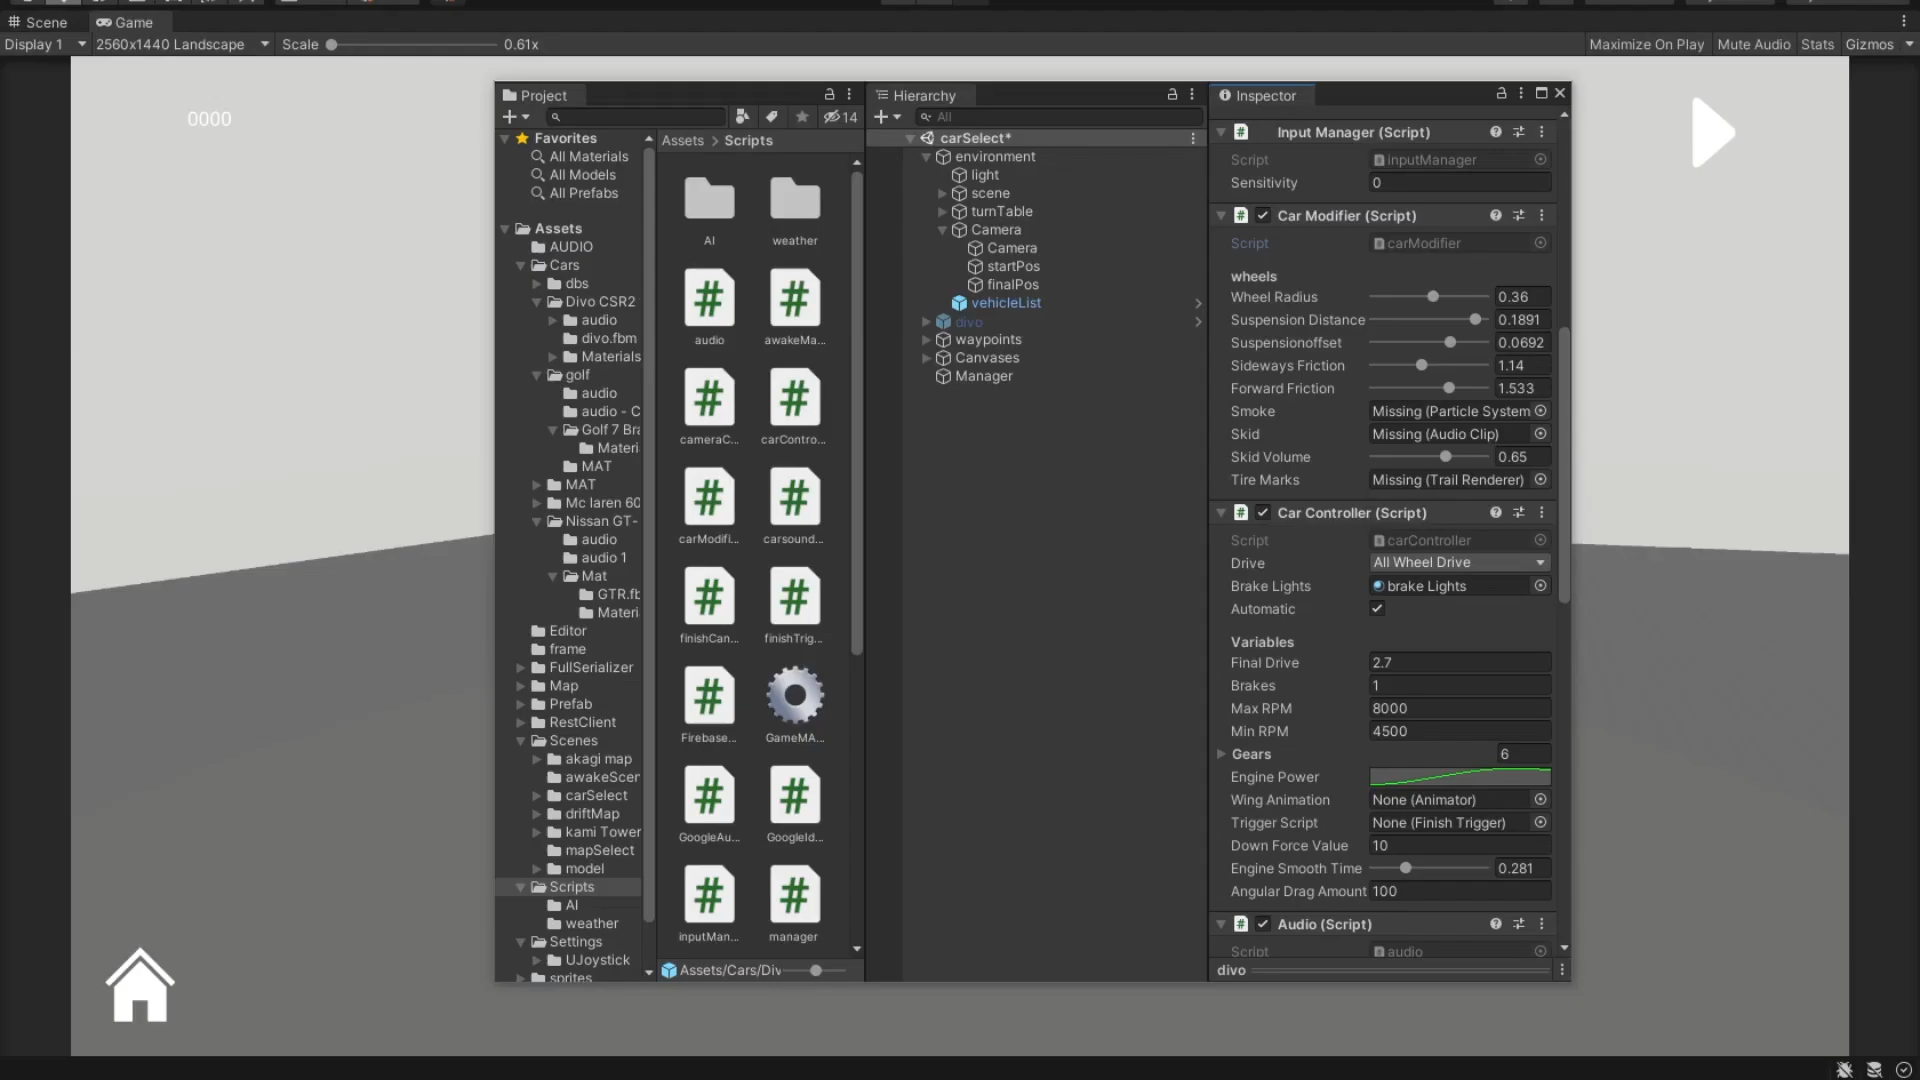 Scene
Game
Display 1
2560x1440 Landscape
Scale
0.61x
Maximize On Play
Mute Audio
Stats
Gizmos
0000
Project
14
Favorites
All Materials
All Models
All Prefabs
Assets
AUDIO
Cars
dbs
Divo CSR2
audio
divo.fbm
Materials
golf
audio
audio - C
Golf 7 Bra
Materi
MAT
MAT
Mc laren 60
Nissan GT-
audio
audio 1
Mat
GTR.fb
Materi
Editor
frame
FullSerializer
Map
Prefab
RestClient
Scenes
akagi map
awakeScen
carSelect
driftMap
kami Tower
mapSelect
model
Scripts
AI
weather
Settings
UJoystick
sprites
Assets > Scripts
AI
weather
audio
awakeMa...
cameraC...
carContro...
carModifi...
carsound...
finishCan...
finishTrig...
Firebase...
GameMA...
GoogleAu...
GoogleId...
inputMan...
manager
Assets/Cars/Div
Hierarchy
All
carSelect*
environment
light
scene
turnTable
Camera
Camera
startPos
finalPos
vehicleList
divo
waypoints
Canvases
Manager
Inspector
Input Manager (Script)
Script inputManager
Sensitivity 0
Car Modifier (Script)
Script carModifier
wheels
Wheel Radius 0.36
Suspension Distance 0.1891
Suspensionoffset 0.0692
Sideways Friction 1.14
Forward Friction 1.533
Smoke Missing (Particle System
Skid Missing (Audio Clip)
Skid Volume 0.65
Tire Marks Missing (Trail Renderer)
Car Controller (Script)
Script carController
Drive All Wheel Drive
Brake Lights brake Lights
Automatic
Variables
Final Drive 2.7
Brakes 1
Max RPM 8000
Min RPM 4500
Gears 6
Engine Power
Wing Animation None (Animator)
Trigger Script None (Finish Trigger)
Down Force Value 10
Engine Smooth Time 0.281
Angular Drag Amount 100
Audio (Script)
Script audio
divo